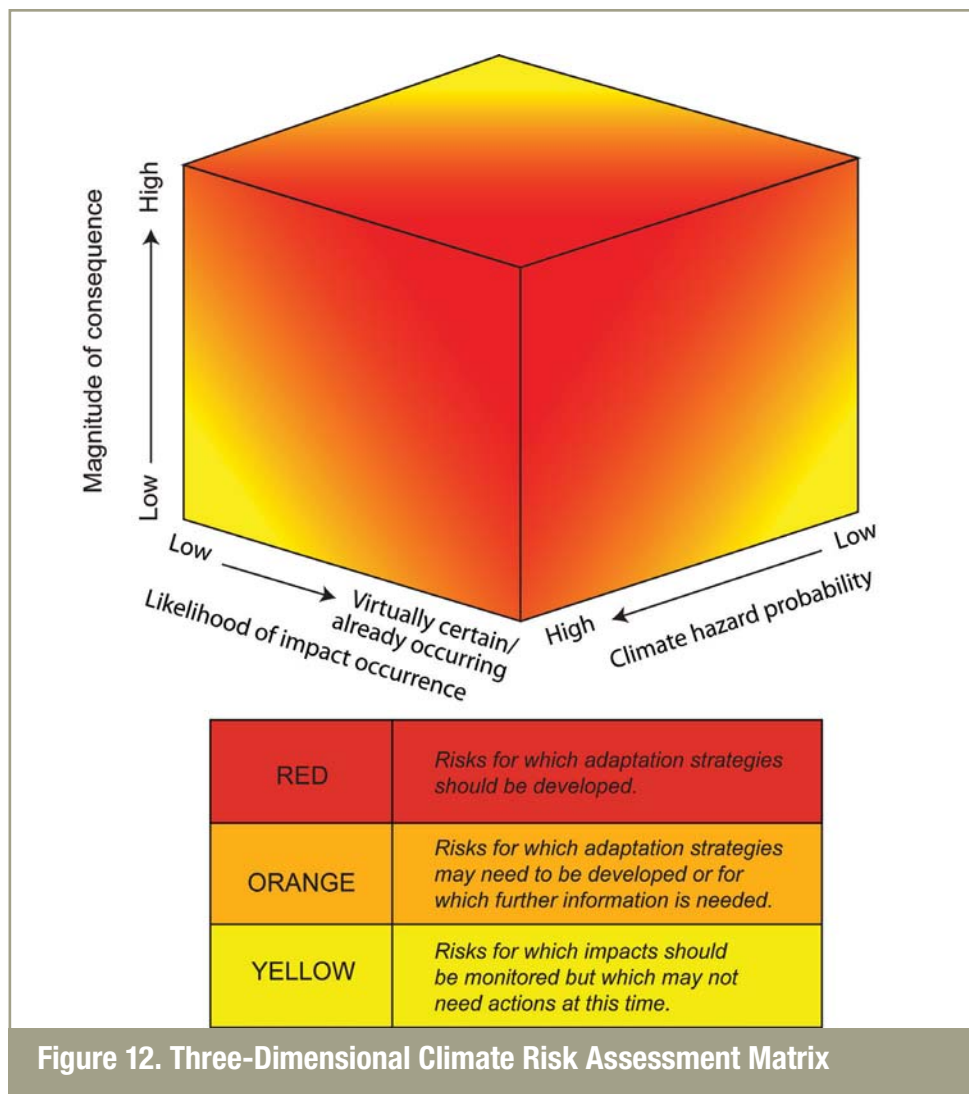 Magnitude of consequence
Low
High
Low
Virtually certain/
already occurring
Likelihood of impact occurrence
High
Low
Climate hazard probability
RED
Risks for which adaptation strategies
should be developed.
ORANGE
Risks for which adaptation strategies
may need to be developed or for
which further information is needed.
YELLOW
Risks for which impacts should
be monitored but which may not
need actions at this time.
Figure 12. Three-Dimensional Climate Risk Assessment Matrix